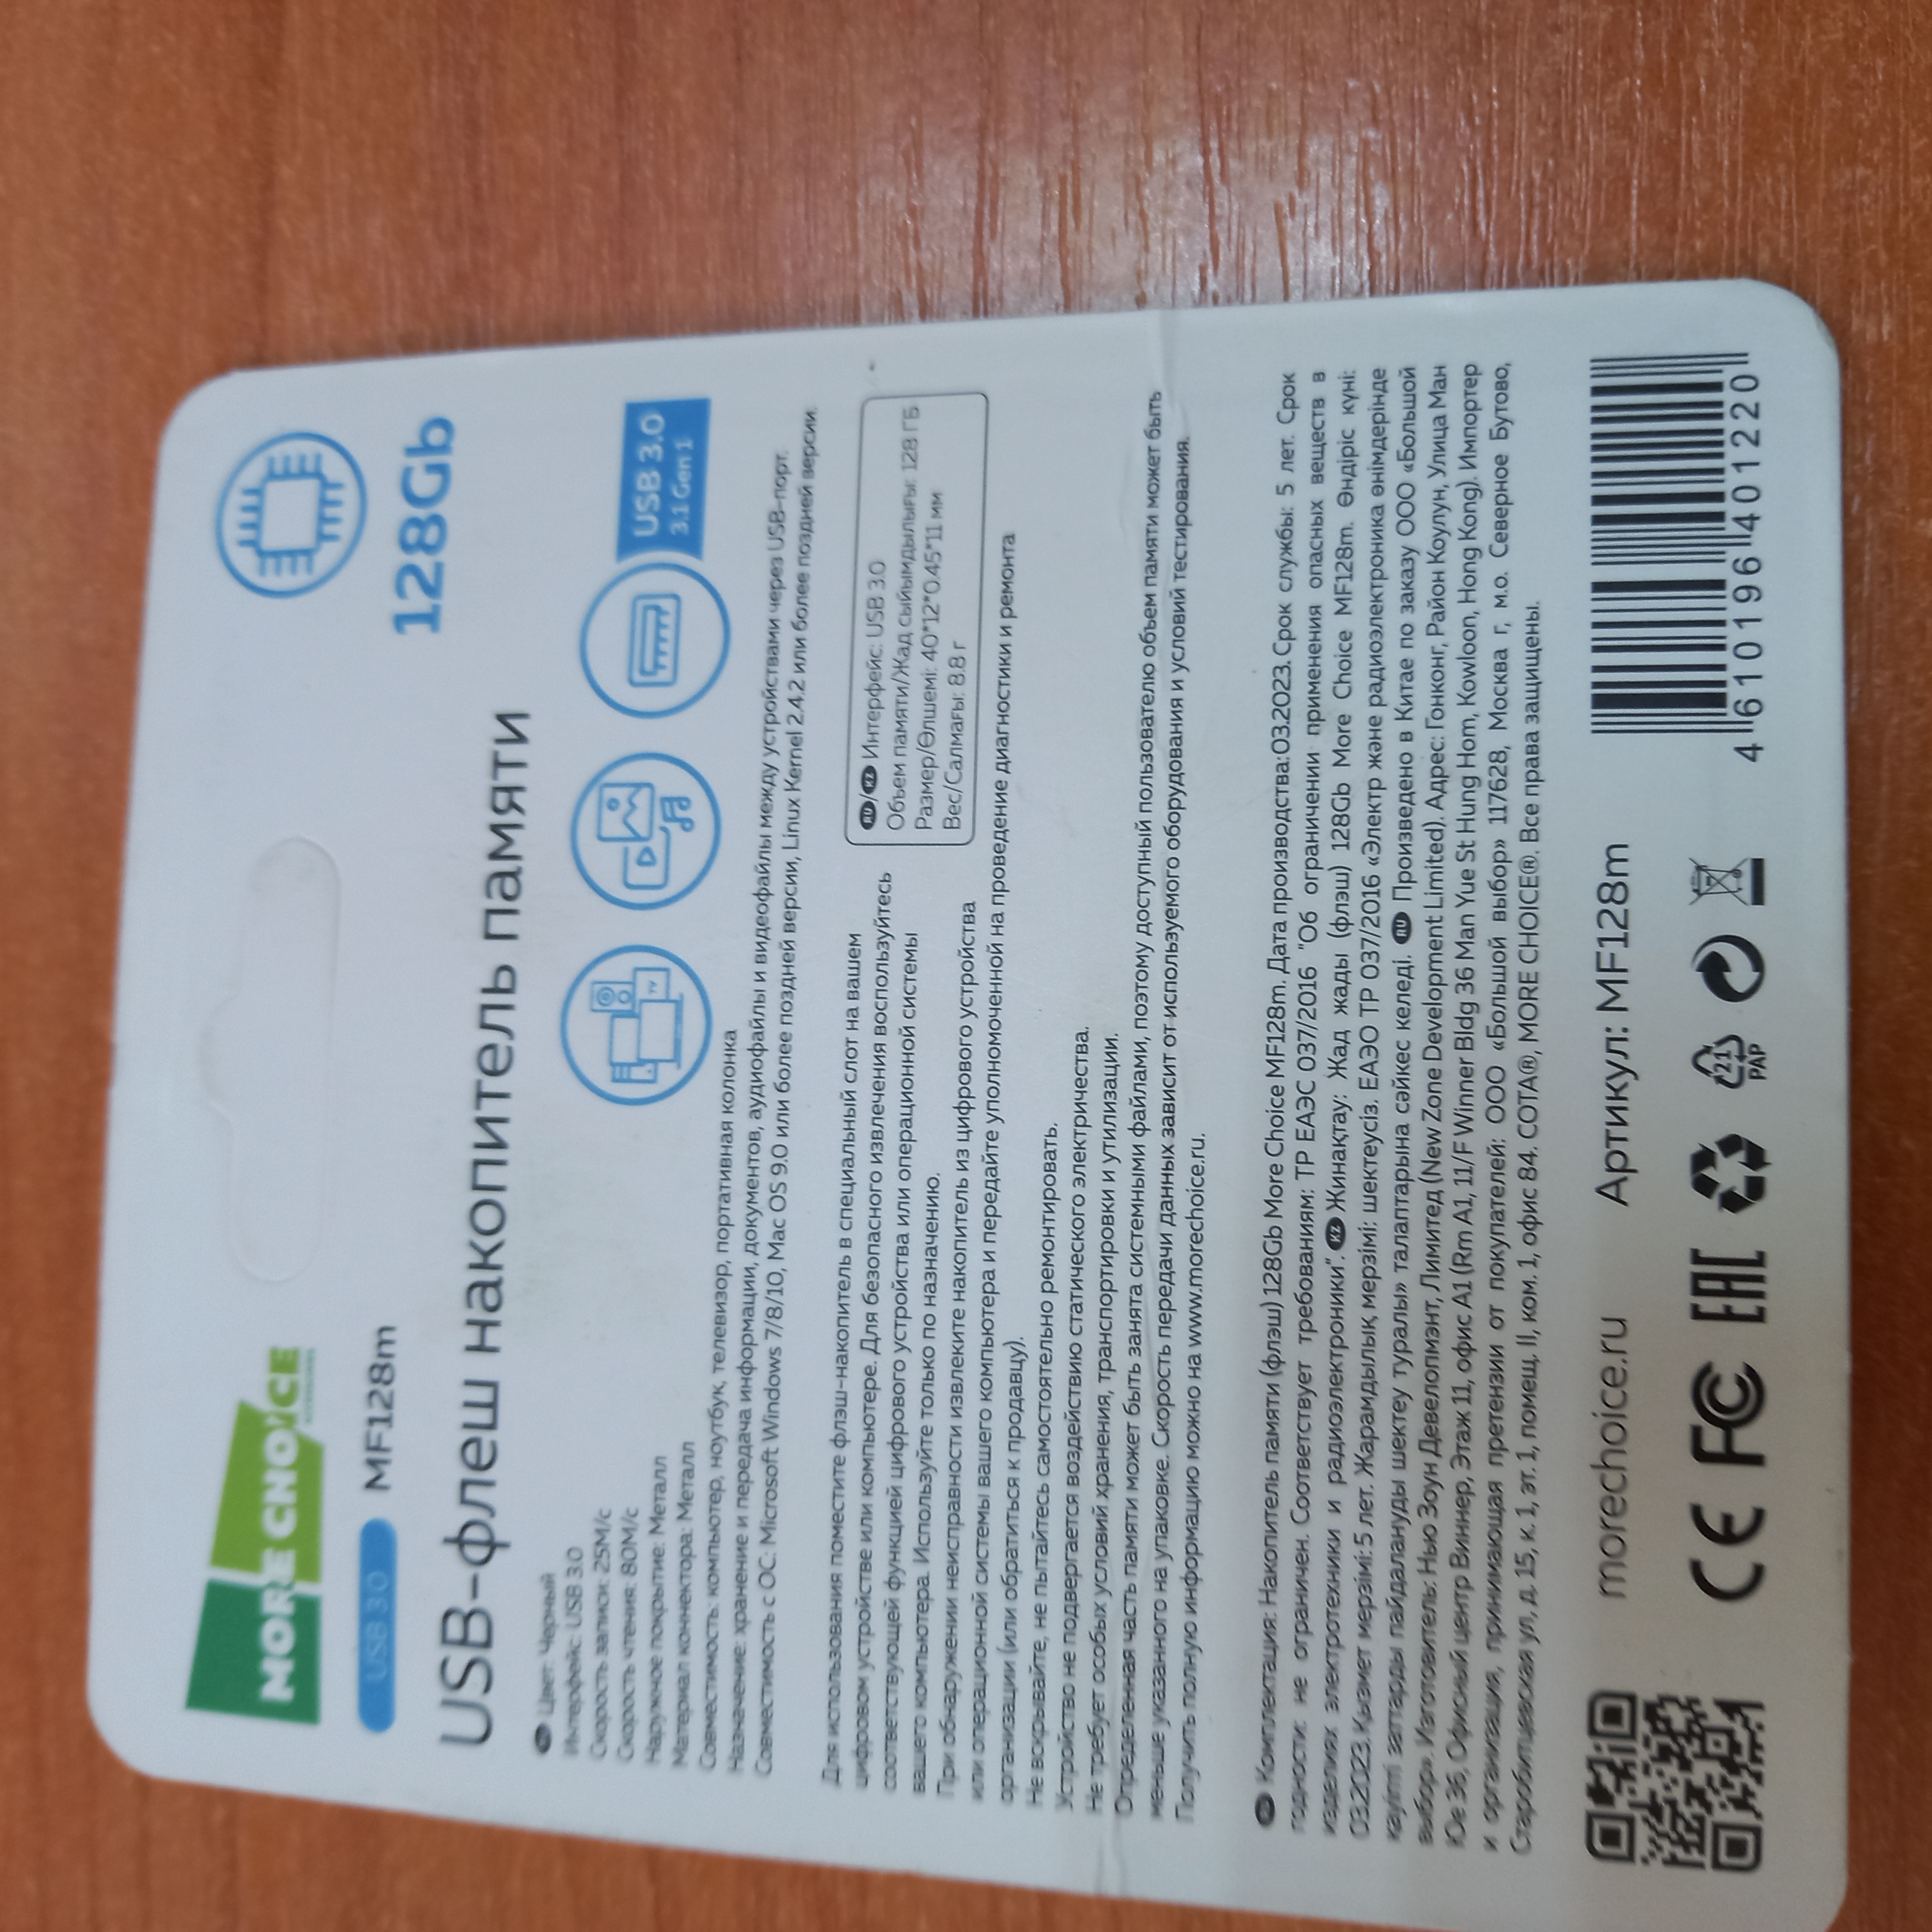 MORE CHOICE
128Gb
USB 3.0 MF128m
USB-флеш накопитель памяти
Цвет: Черный
Интерфейс: USB 3.0
Скорость записи: 25М/с
Скорость чтения: 80М/с
Наружное покрытие: Металл
Материал коннектора: Металл
TV
USB 3.0
3.1 Gen 1
Совместимость: компьютер, ноутбук, телевизор, портативная колонка
Назначение: хранение и передача информации, документов, аудиофайлы и видеофайлы между устройствами через USB-порт.
Совместимость с ОС: Microsoft Windows 7/8/10, Mac OS 9.0 или более поздней версии, Linux Kernel 2.4.2 или более поздней версии.
Для использования поместите флэш-накопитель в специальный слот на вашем
цифровом устройстве или компьютере. Для безопасного извлечения воспользуйтесь
соответствующей функцией цифрового устройства или операционной системы
вашего компьютера. Используйте только по назначению.
При обнаружении неисправности извлеките накопитель из цифрового устройства
или операционной системы вашего компьютера и передайте уполномоченной на проведение диагностики и ремонта
организации (или обратиться к продавцу).
Не вскрывайте, не пытайтесь самостоятельно ремонтировать.
Устройство не подвергается воздействию статического электричества.
Не требует особых условий хранения, транспортировки и утилизации.
Определенная часть памяти может быть занята системными файлами, поэтому доступный пользователю объем памяти может быть
меньше указанного на упаковке. Скорость передачи данных зависит от используемого оборудования и условий тестирования.
Получить полную информацию можно на www.morechoice.ru.
RU/KZ Интерфейс: USB 3.0
Объем памяти/Жад сыйымдылығы: 128 ГБ
Размер/Өлшемі: 40*12*0.45*11 мм
Вес/Салмағы: 8.8 г
Комплектация: Накопитель памяти (флэш) 128Gb More Choice MF128m. Дата производства:03.2023. Срок службы: 5 лет. Срок
годности: не ограничен. Соответствует требованиям: ТР ЕАЭС 037/2016 "Об ограничении применения опасных веществ в
изделиях электротехники и радиоэлектроники". KZ Жинақтау: Жад жады (флэш) 128Gb More Choice MF128m. Өндіріс күні:
03.2023. Қызмет мерзімі: 5 лет. Жарамдылық мерзімі: шектеусіз. ЕАЭО ТР 037/2016 «Электр және радиоэлектроника өнімдерінде
қауіпті заттарды пайдалануды шектеу туралы» талаптарына сәйкес келеді. RU Произведено в Китае по заказу ООО «Большой
выбор». Изготовитель: Нью Зоун Девелопмэнт, Лимитед (New Zone Development Limited). Адрес: Гонконг, Район Коулун, Улица Ман
Юе 36, Офисный центр Виннер, Этаж 11, офис A1 (Rm A1, 11/F Winner Bldg 36 Man Yue St Hung Hom, Kowloon, Hong Kong). Импортер
и организация, принимающая претензии от покупателей: ООО «Большой выбор» 117628, Москва г, м.о. Северное Бутово,
Старобитцевская ул, д. 15, к. 1, эт. 1, помещ. II, ком. 1, офис 84. COTA®, MORE CHOICE®. Все права защищены.
morechoice.ru Артикул: MF128m
CE FC EAC 21 PAP
4 610196 401220